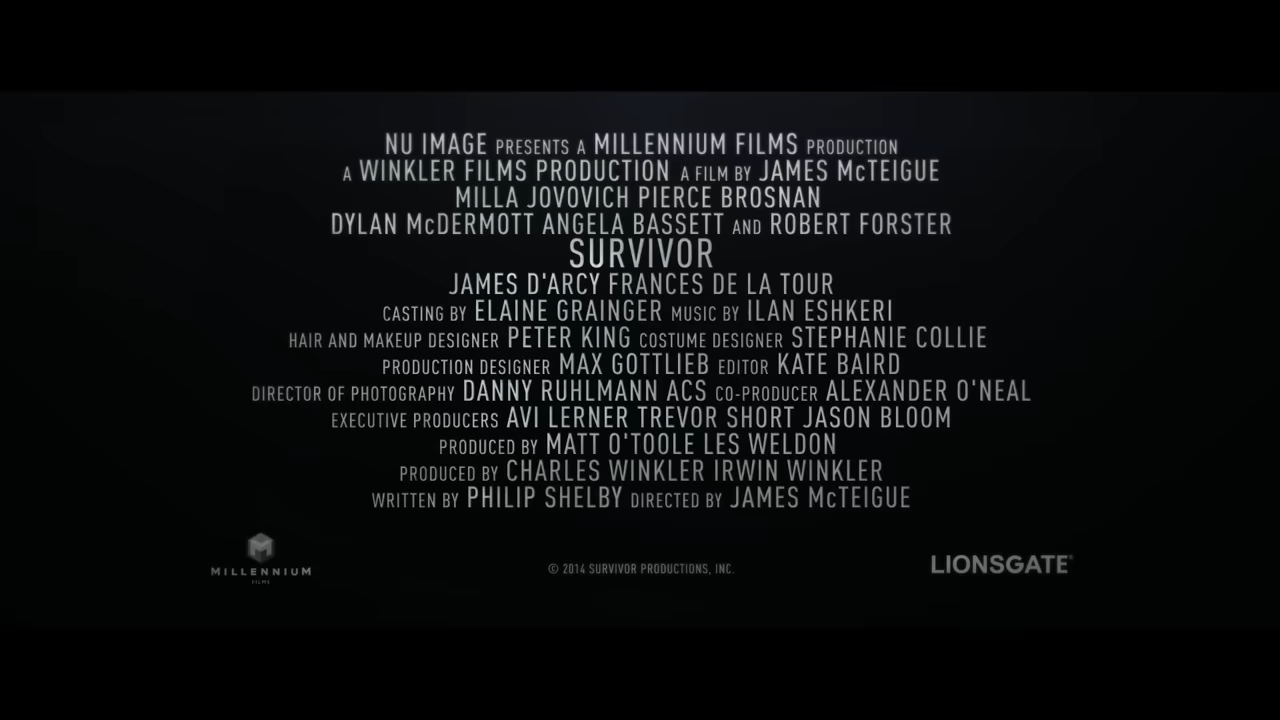 NU IMAGE PRESENTS A MILLENNIUM FILMS PRODUCTION
A WINKLER FILMS PRODUCTION A FILM BY JAMES McTEIGUE
MILLA JOVOVICH PIERCE BROSNAN
DYLAN McDERMOTT ANGELA BASSETT AND ROBERT FORSTER
SURVIVOR
JAMES D'ARCY FRANCES DE LA TOUR
CASTING BY ELAINE GRAINGER MUSIC BY ILAN ESHKERI
HAIR AND MAKEUP DESIGNER PETER KING COSTUME DESIGNER STEPHANIE COLLIE
PRODUCTION DESIGNER MAX GOTTLIEB EDITOR KATE BAIRD
DIRECTOR OF PHOTOGRAPHY DANNY RUHLMANN ACS CO-PRODUCER ALEXANDER O'NEAL
EXECUTIVE PRODUCERS AVI LERNER TREVOR SHORT JASON BLOOM
PRODUCED BY MATT O'TOOLE LES WELDON
PRODUCED BY CHARLES WINKLER IRWIN WINKLER
WRITTEN BY PHILIP SHELBY DIRECTED BY JAMES McTEIGUE
MILLENNIUM
FILMS
© 2014 SURVIVOR PRODUCTIONS, INC.
LIONSGATE